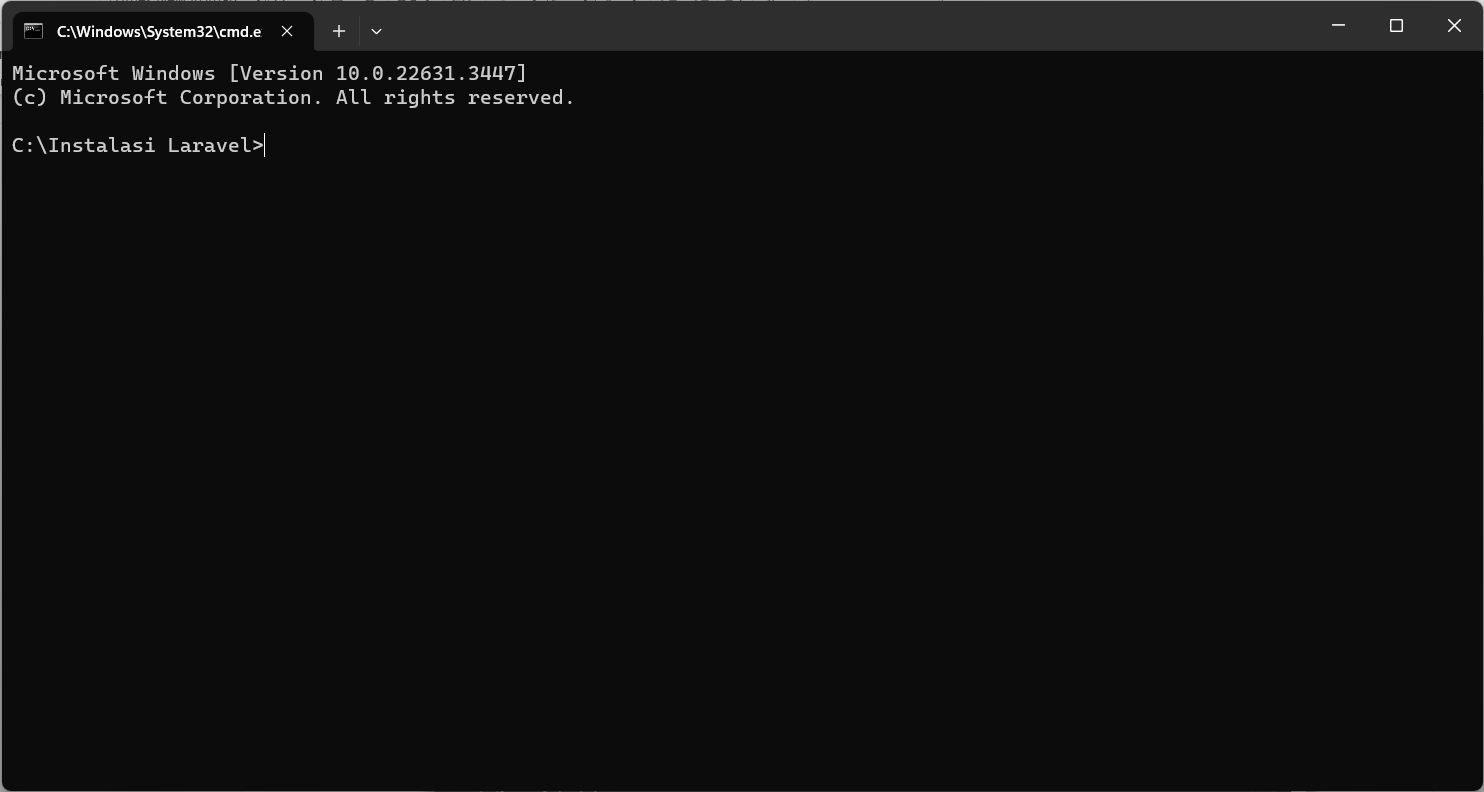 C:\Windows\System32\cmd.e
Microsoft Windows [Version 10.0.22631.3447]
(c) Microsoft Corporation. All rights reserved.
C:\Instalasi Laravel>